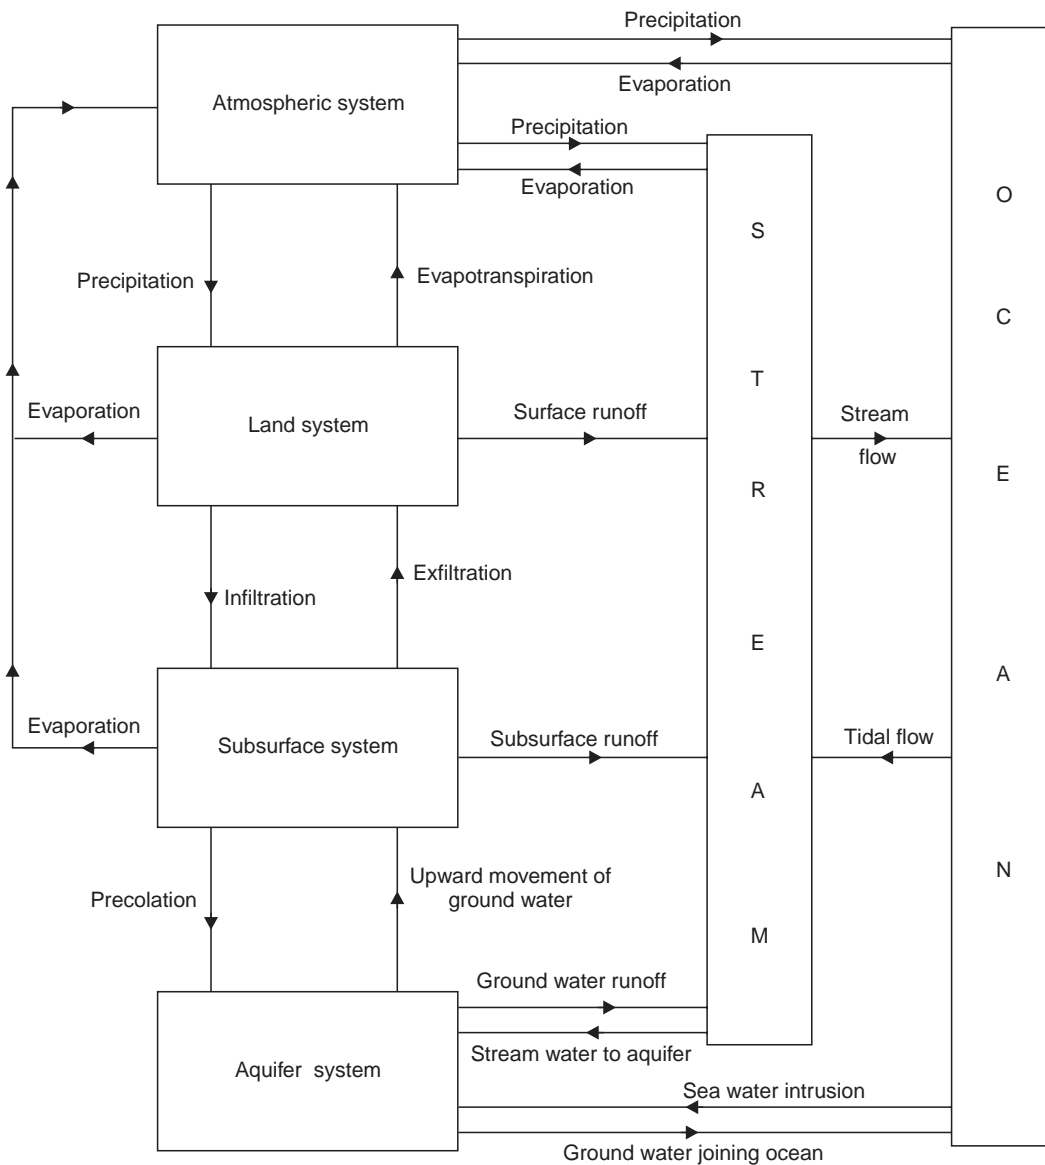 Precipitation
Evaporation
Atmospheric system
Precipitation
Evaporation
Precipitation
Evapotranspiration
Evaporation
Land system
Surface runoff
Stream
flow
Infiltration
Exfiltration
Evaporation
Subsurface system
Subsurface runoff
Tidal flow
Precolation
Upward movement of
ground water
Ground water runoff
Stream water to aquifer
Aquifer system
Sea water intrusion
Ground water joining ocean
S
T
R
E
A
M
O
C
E
A
N